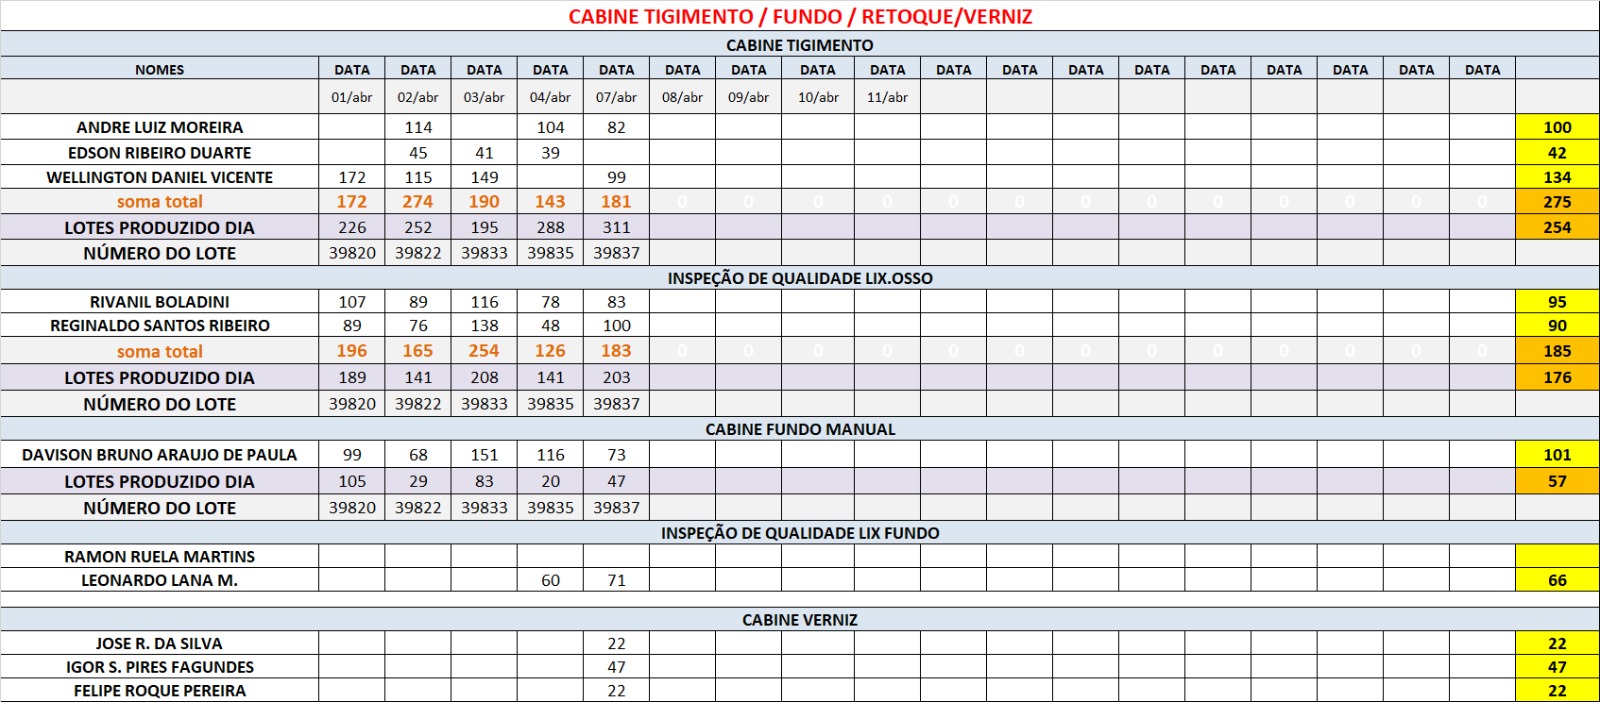 CABINE TIGIMENTO / FUNDO / RETOQUE/VERNIZ
CABINE TIGIMENTO
NOMES DATA DATA DATA DATA DATA DATA DATA DATA DATA DATA DATA DATA DATA DATA DATA DATA DATA DATA
01/abr 02/abr 03/abr 04/abr 07/abr 08/abr 09/abr 10/abr 11/abr
ANDRE LUIZ MOREIRA 114 104 82 100
EDSON RIBEIRO DUARTE 45 41 39 42
WELLINGTON DANIEL VICENTE 172 115 149 99 134
soma total 172 274 190 143 181 0 0 0 0 0 0 0 0 0 0 0 0 0 275
LOTES PRODUZIDO DIA 226 252 195 288 311 254
NÚMERO DO LOTE 39820 39822 39833 39835 39837
INSPEÇÃO DE QUALIDADE LIX.OSSO
RIVANIL BOLADINI 107 89 116 78 83 95
REGINALDO SANTOS RIBEIRO 89 76 138 48 100 90
soma total 196 165 254 126 183 0 0 0 0 0 0 0 0 0 0 0 0 0 185
LOTES PRODUZIDO DIA 189 141 208 141 203 176
NÚMERO DO LOTE 39820 39822 39833 39835 39837
CABINE FUNDO MANUAL
DAVISON BRUNO ARAUJO DE PAULA 99 68 151 116 73 101
LOTES PRODUZIDO DIA 105 29 83 20 47 57
NÚMERO DO LOTE 39820 39822 39833 39835 39837
INSPEÇÃO DE QUALIDADE LIX FUNDO
RAMON RUELA MARTINS
LEONARDO LANA M. 60 71 66
CABINE VERNIZ
JOSE R. DA SILVA 22 22
IGOR S. PIRES FAGUNDES 47 47
FELIPE ROQUE PEREIRA 22 22